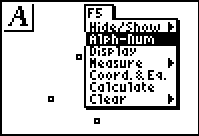 A
F5
Hide/Show
Alph-Num
Display
Measure
Coord. & Eq.
Calculate
Clear